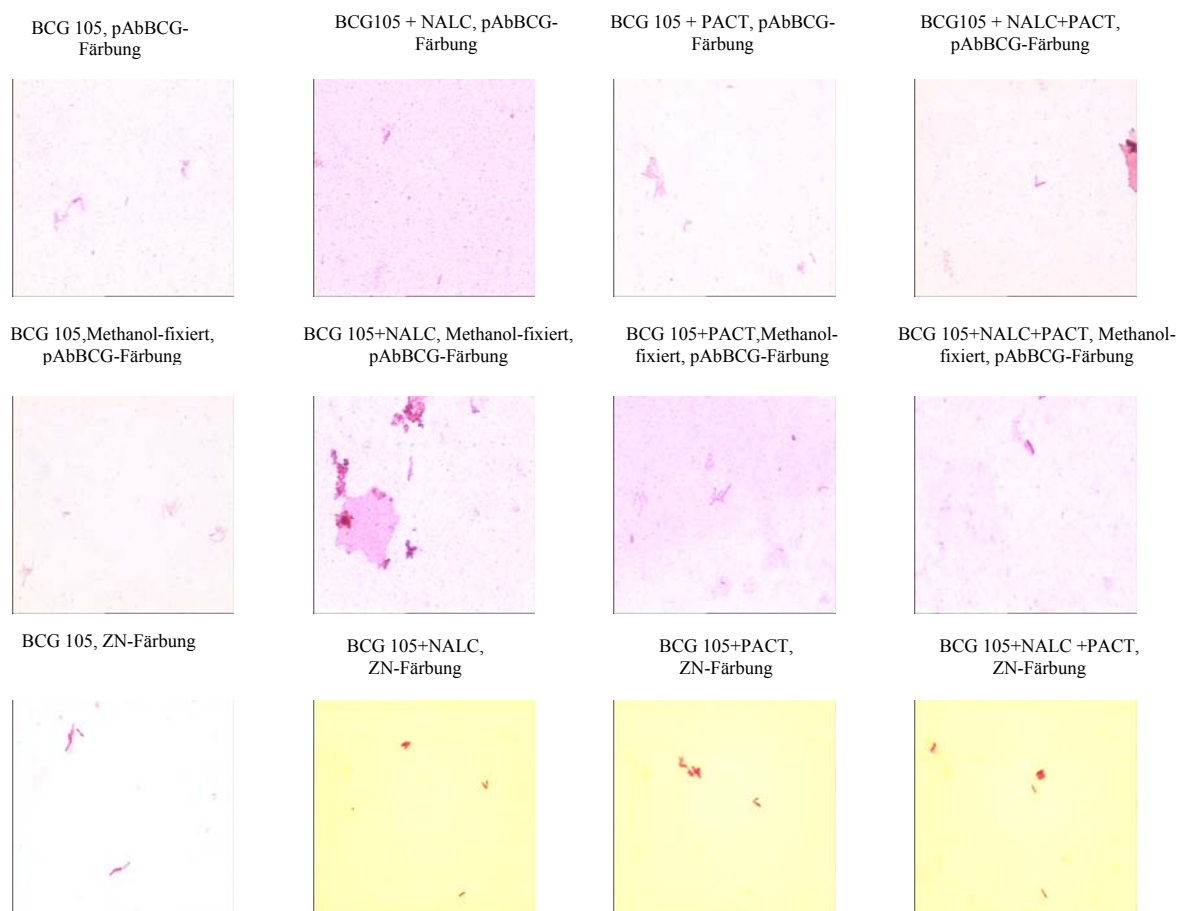 BCG 105, pAbBCG-
Färbung
BCG105 + NALC, pAbBCG-
Färbung
BCG 105 + PACT, pAbBCG-
Färbung
BCG105 + NALC+PACT,
pAbBCG-Färbung
BCG 105,Methanol-fixiert,
pAbBCG-Färbung
BCG 105+NALC, Methanol-fixiert,
pAbBCG-Färbung
BCG 105+PACT,Methanol-
fixiert, pAbBCG-Färbung
BCG 105+NALC+PACT, Methanol-
fixiert, pAbBCG-Färbung
BCG 105, ZN-Färbung
BCG 105+NALC,
ZN-Färbung
BCG 105+PACT,
ZN-Färbung
BCG 105+NALC +PACT,
ZN-Färbung